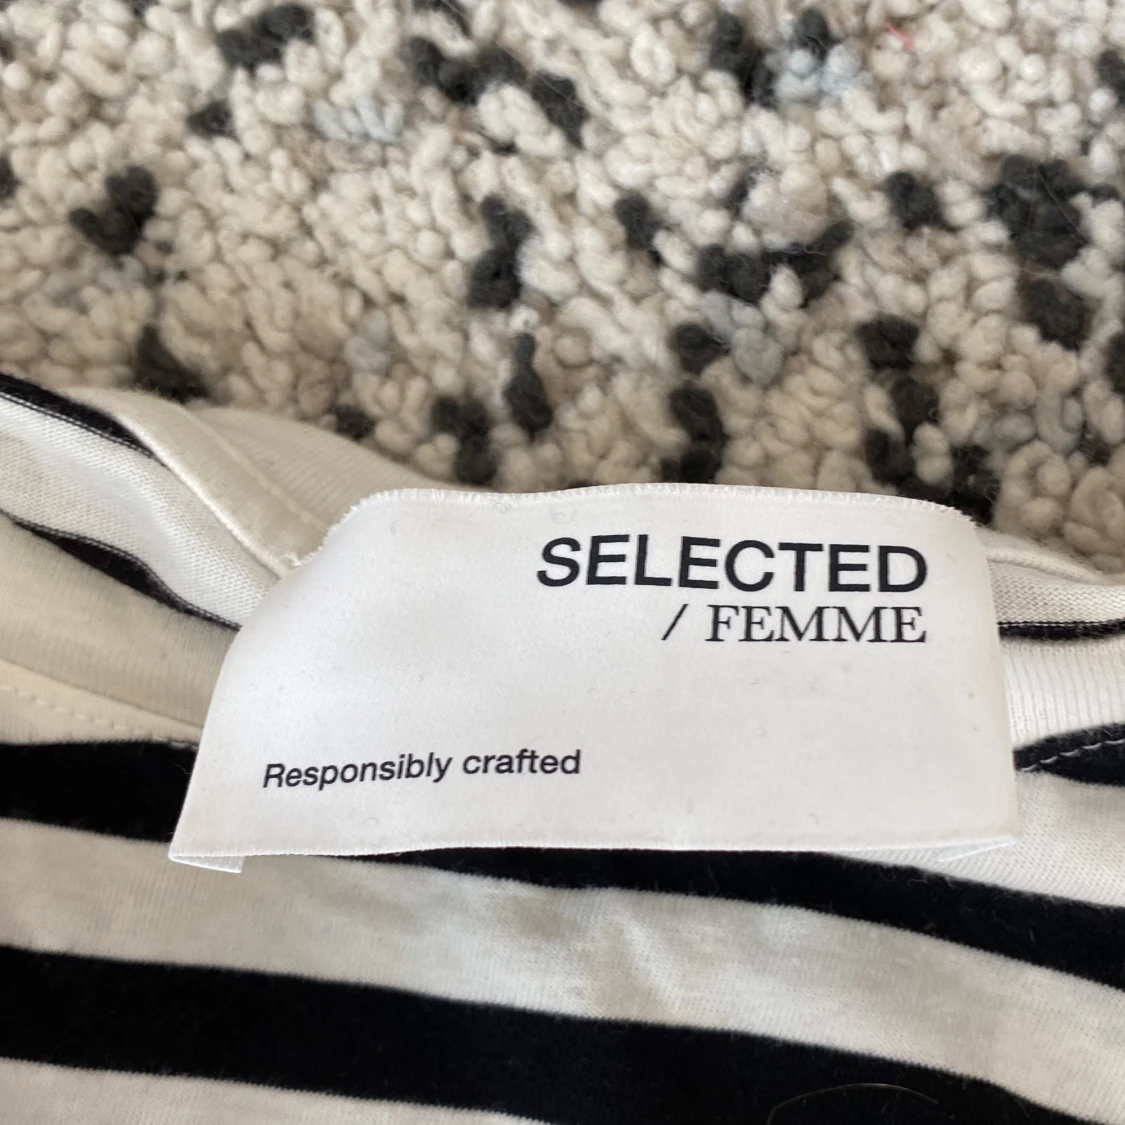 SELECTED
/ FEMME
Responsibly crafted